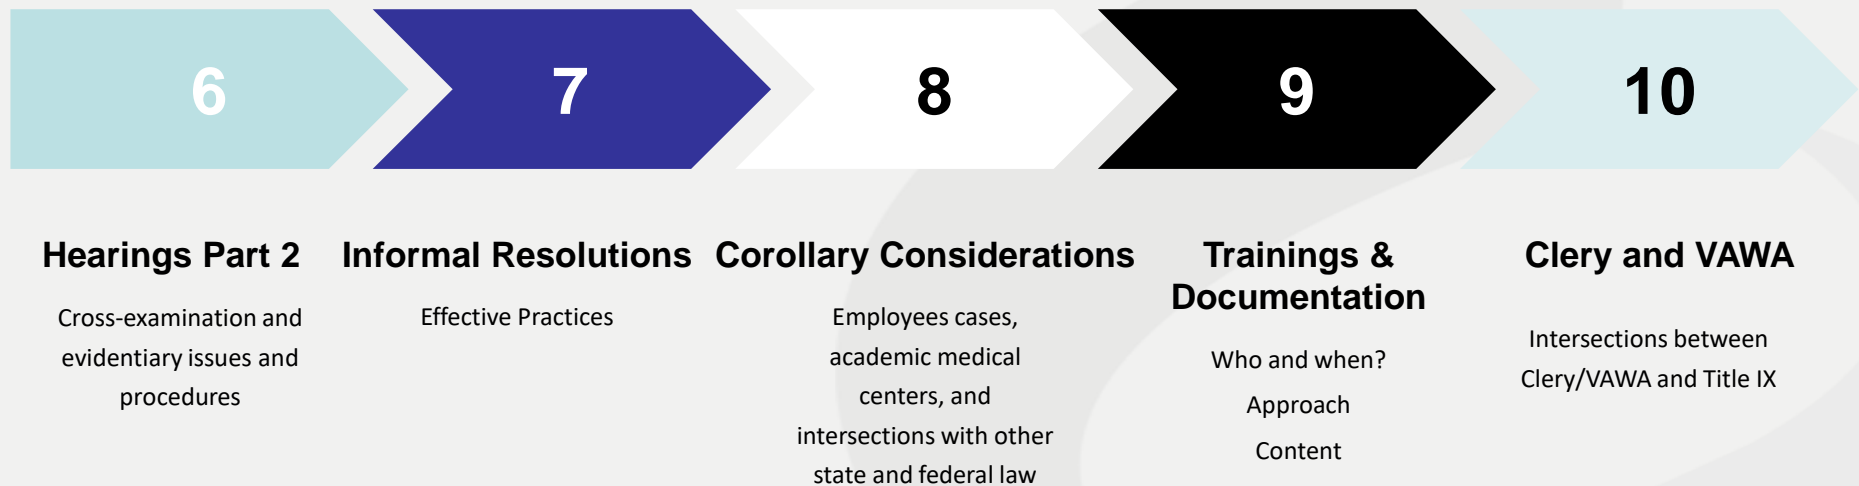 6
7
8
9
10
Hearings Part 2
Cross-examination and
evidentiary issues and
procedures
Informal Resolutions
Effective Practices
Corollary Considerations
Employees cases,
academic medical
centers, and
intersections with other
state and federal law
Trainings &
Documentation
Who and when?
Approach
Content
Clery and VAWA
Intersections between
Clery/VAWA and Title IX